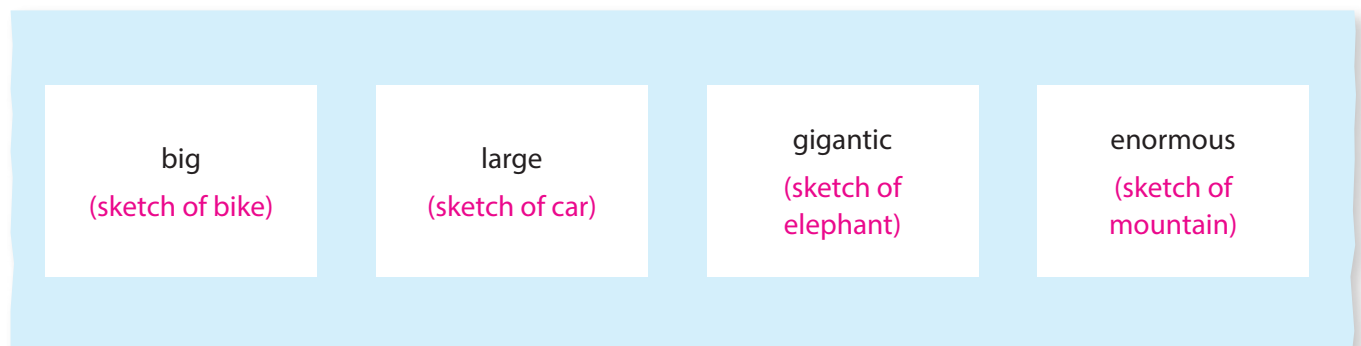 big
(sketch of bike)
large
(sketch of car)
gigantic
(sketch of
elephant)
enormous
(sketch of
mountain)